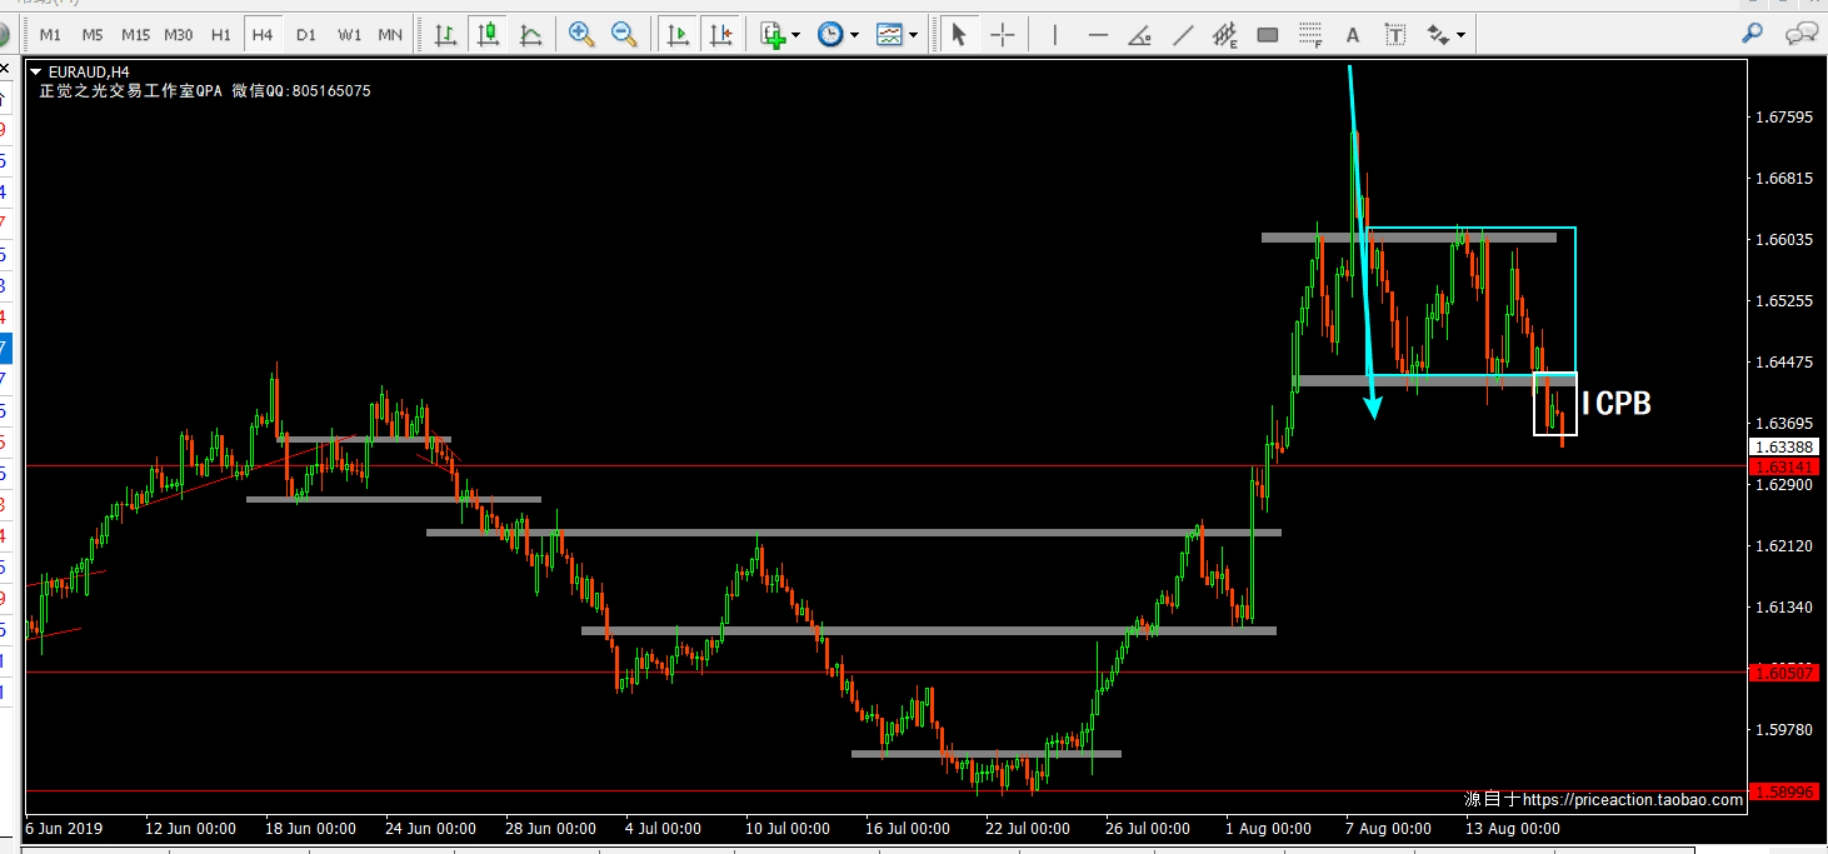 M1 M5 M15 M30 H1 H4 D1 W1 MN
EURAUD,H4
正觉之光交易工作室QPA 微信QQ:805165075
1.67595
1.66815
1.66035
1.65255
1.64475
ICPB
1.63695
1.63388
1.63141
1.62900
1.62120
1.61340
1.60507
1.59780
1.58996
源自于https://priceaction.taobao.com
6 Jun 2019 12 Jun 00:00 18 Jun 00:00 24 Jun 00:00 28 Jun 00:00 4 Jul 00:00 10 Jul 00:00 16 Jul 00:00 22 Jul 00:00 26 Jul 00:00 1 Aug 00:00 7 Aug 00:00 13 Aug 00:00